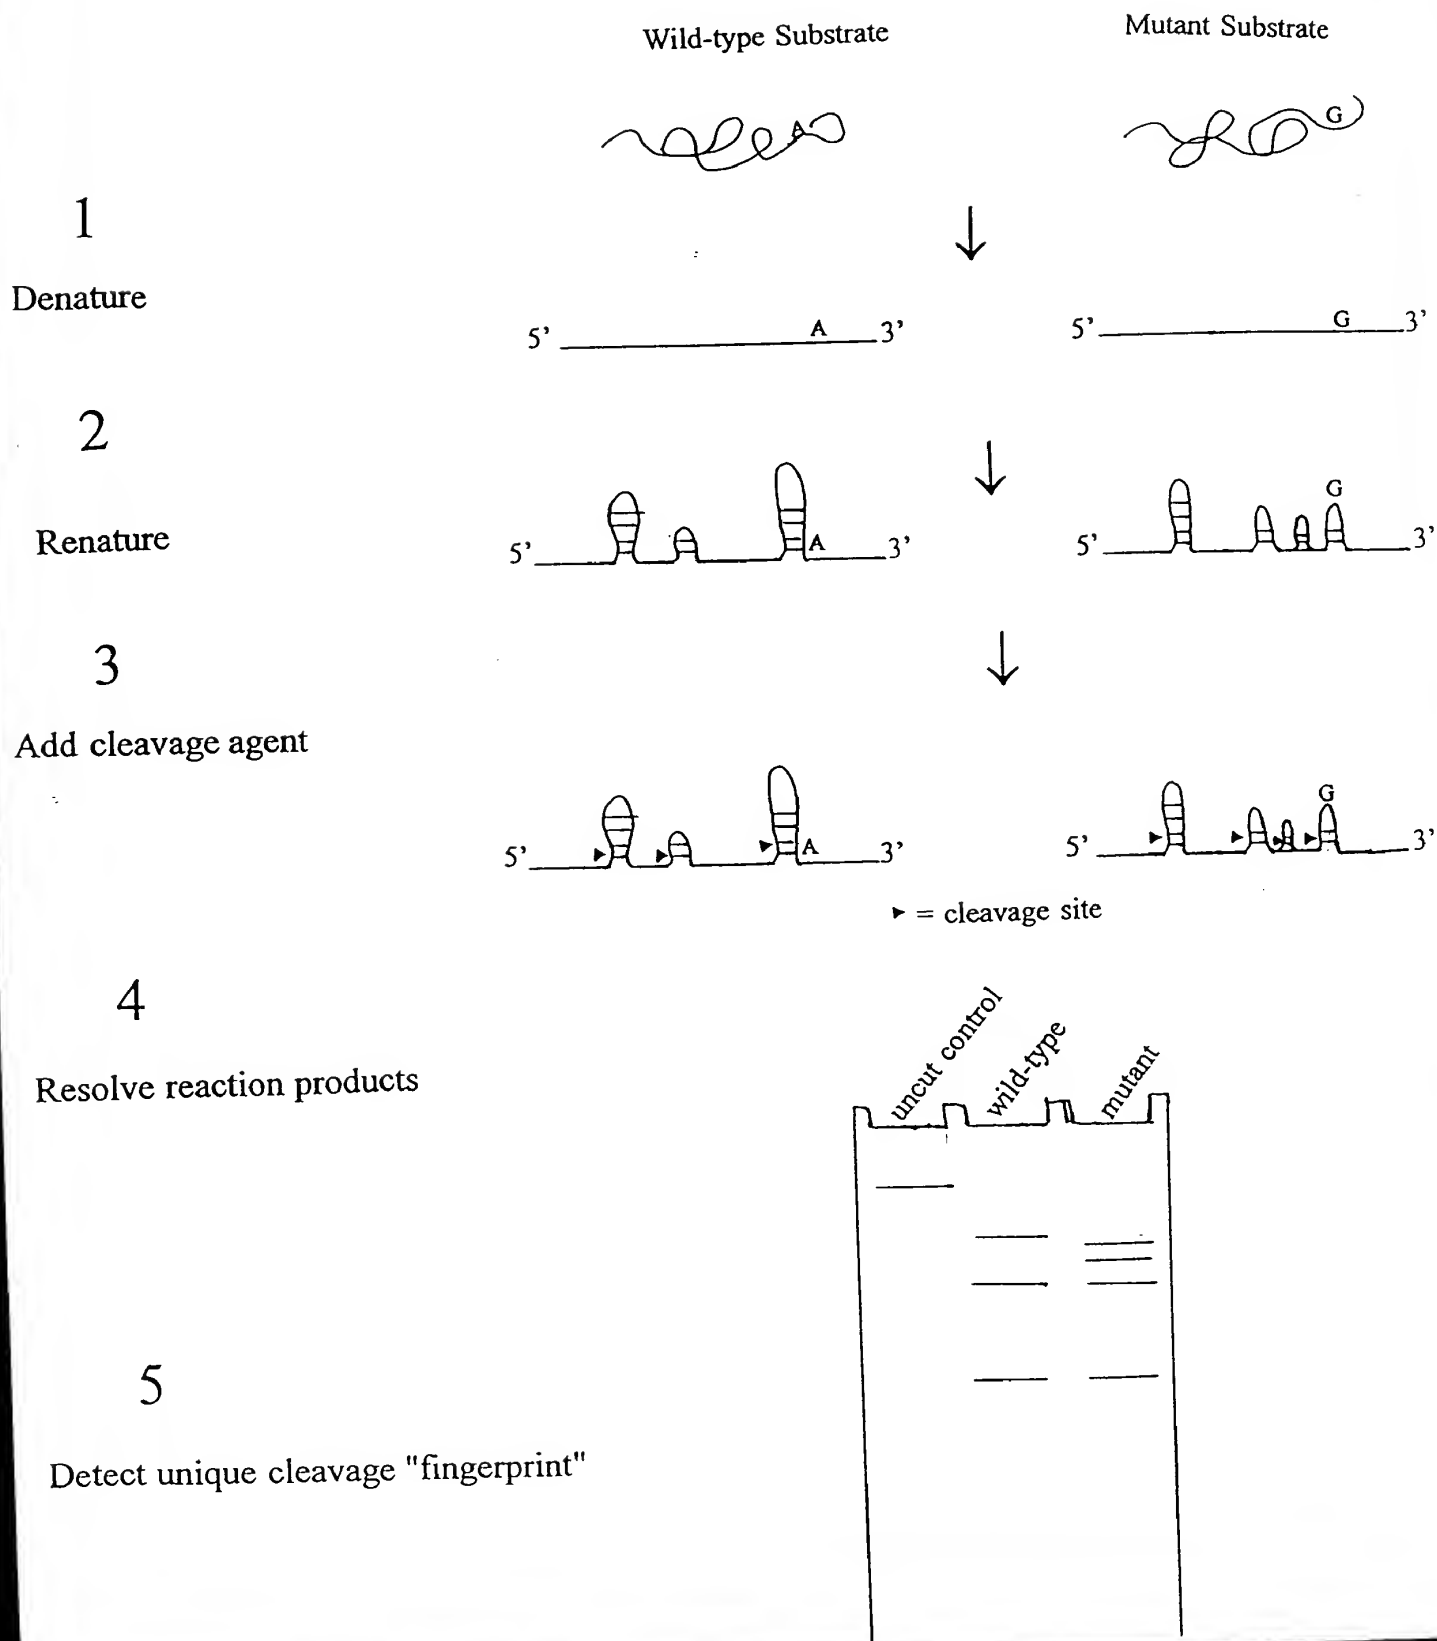 Wild-type Substrate
Mutant Substrate
A
G
1
Denature
5' A 3'
5' G 3'
2
Renature
5' A 3'
G
5' 3'
3
Add cleavage agent
5' A 3'
G
5' 3'
► = cleavage site
4
Resolve reaction products
uncut control
wild-type
mutant
5
Detect unique cleavage "fingerprint"